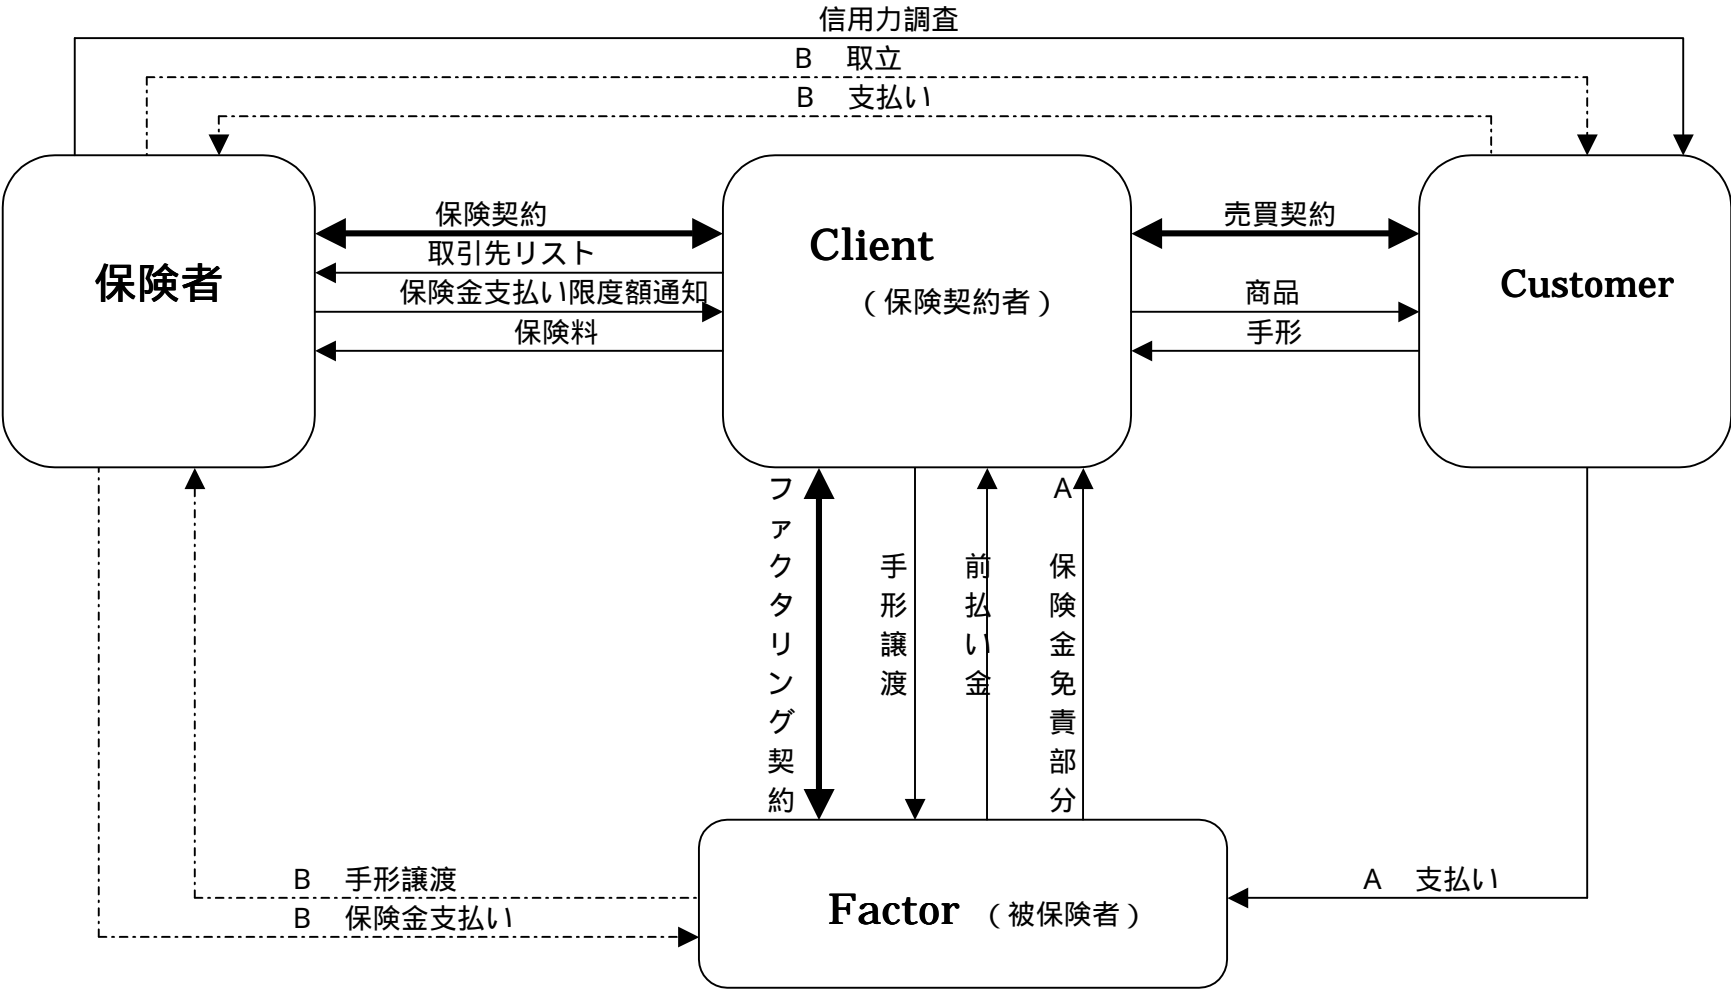 信用力調査
B 取立
B 支払い
保険契約
取引先リスト
保険金支払い限度額通知
保険料
保険者
Client
（保険契約者）
売買契約
商品
手形
Customer
ファクタリング契約
手形譲渡
前払い金
A 保険金免責部分
B 手形譲渡
B 保険金支払い
Factor （被保険者）
A 支払い